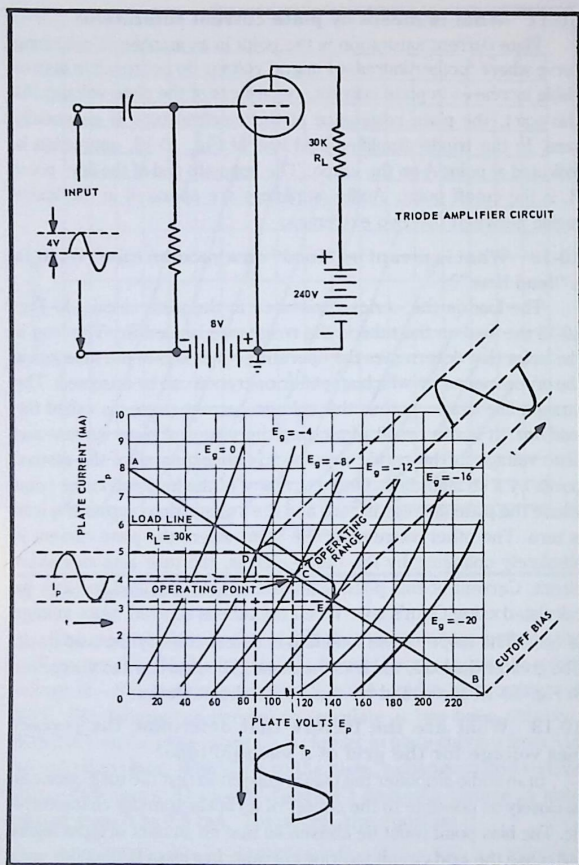 30K
R_L
INPUT
TRIODE AMPLIFIER CIRCUIT
4V
+
240V
−
8V
− +
PLATE CURRENT (MA)
I_p
10
9
8
7
6
5
4
3
2
1
0
A
E_g = 0
E_g = −4
E_g = −8
E_g = −12
E_g = −16
E_g = −20
LOAD LINE
R_L = 30K
D
C
E
B
OPERATING RANGE
OPERATING POINT
CUTOFF BIAS
I_p
t
20 40 60 80 100 120 140 160 180 200 220
PLATE VOLTS E_p
t
e_p